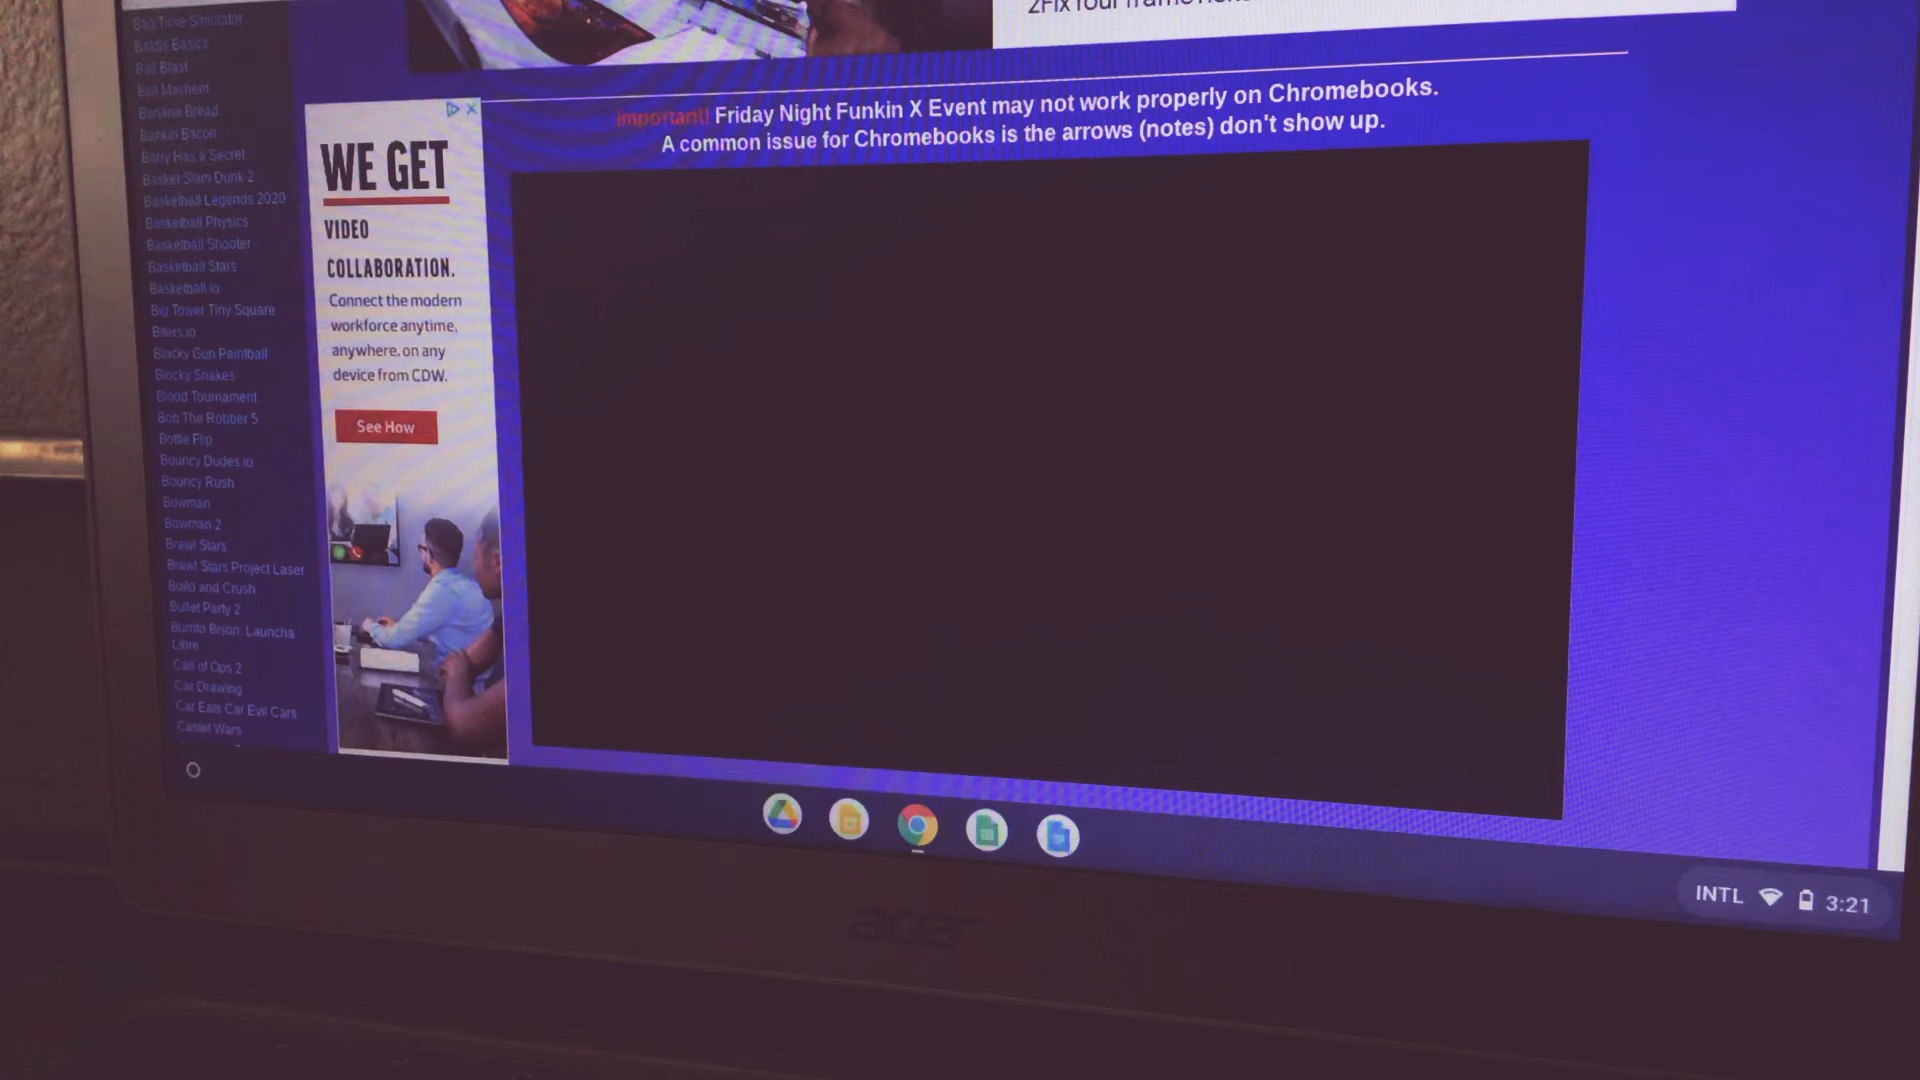 Bad Time Simulator
Baldis Basics
Ball Blast
Ball Mayhem
Banana Bread
Bankin Bacon
Barry Has a Secret
Basket Slam Dunk 2
Basketball Legends 2020
Basketball Physics
Basketball Shooter
Basketball Stars
Basketball.io
Big Tower Tiny Square
Biters.io
Blocky Gun Paintball
Blocky Snakes
Blood Tournament
Bob The Robber 5
Bottle Flip
Bouncy Dudes io
Bouncy Rush
Bowman
Bowman 2
Brawl Stars
Brawl Stars Project Laser
Build and Crush
Bullet Party 2
Burrito Bison: Launcha
Libre
Call of Ops 2
Car Drawing
Car Eats Car Evil Cars
Castel Wars
WE GET
VIDEO
COLLABORATION.
Connect the modern
workforce anytime,
anywhere, on any
device from CDW.
See How
Important! Friday Night Funkin X Event may not work properly on Chromebooks.
A common issue for Chromebooks is the arrows (notes) don't show up.
INTL 3:21
acer